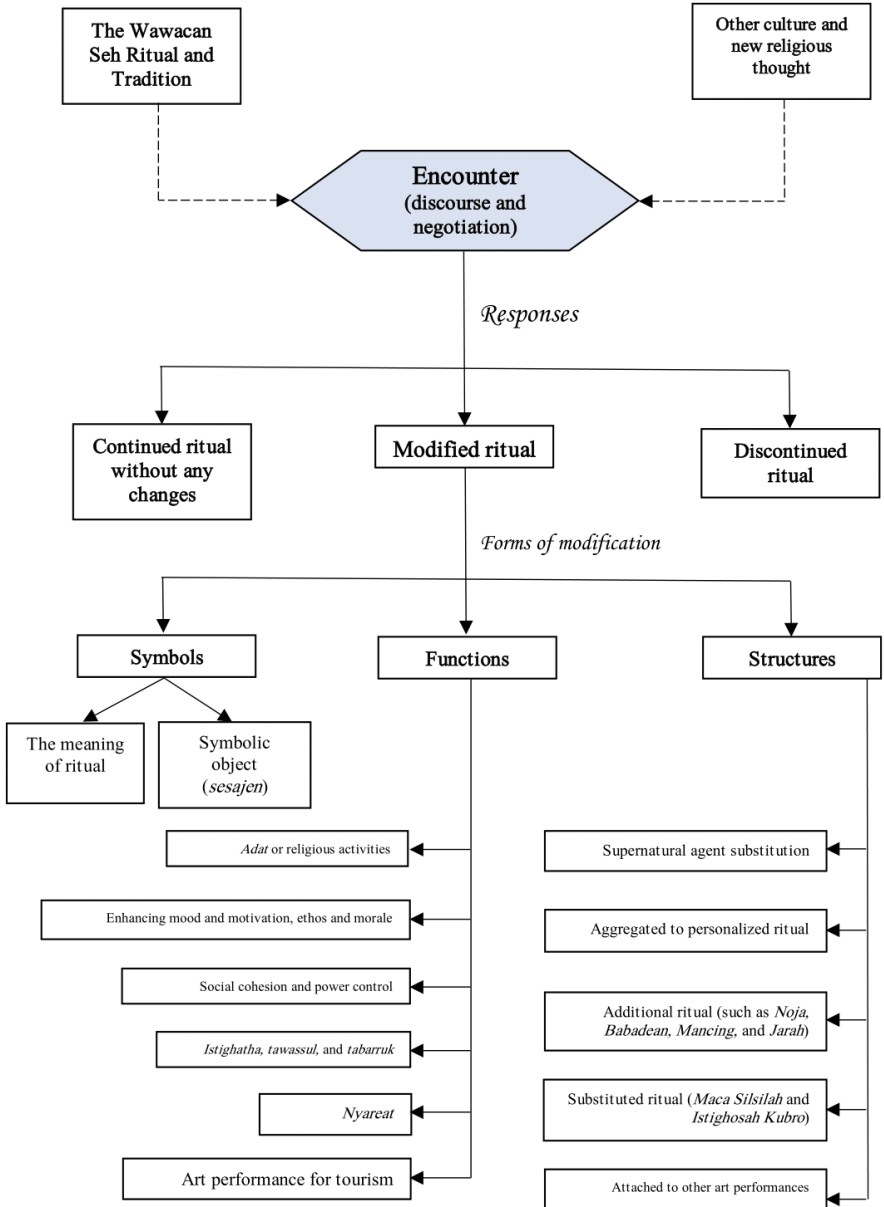 The Wawacan
Seh Ritual and
Tradition
Other culture and
new religious
thought
Encounter
(discourse and
negotiation)
Responses
Continued ritual
without any
changes
Modified ritual
Discontinued
ritual
Forms of modification
Symbols
Functions
Structures
The meaning
of ritual
Symbolic
object
(sesajen)
Adat or religious activities
Enhancing mood and motivation, ethos and morale
Social cohesion and power control
Istighatha, tawassul, and tabarruk
Nyareat
Art performance for tourism
Supernatural agent substitution
Aggregated to personalized ritual
Additional ritual (such as Noja,
Babadean, Mancing, and Jarah)
Substituted ritual (Maca Silsilah and
Istighosah Kubro)
Attached to other art performances